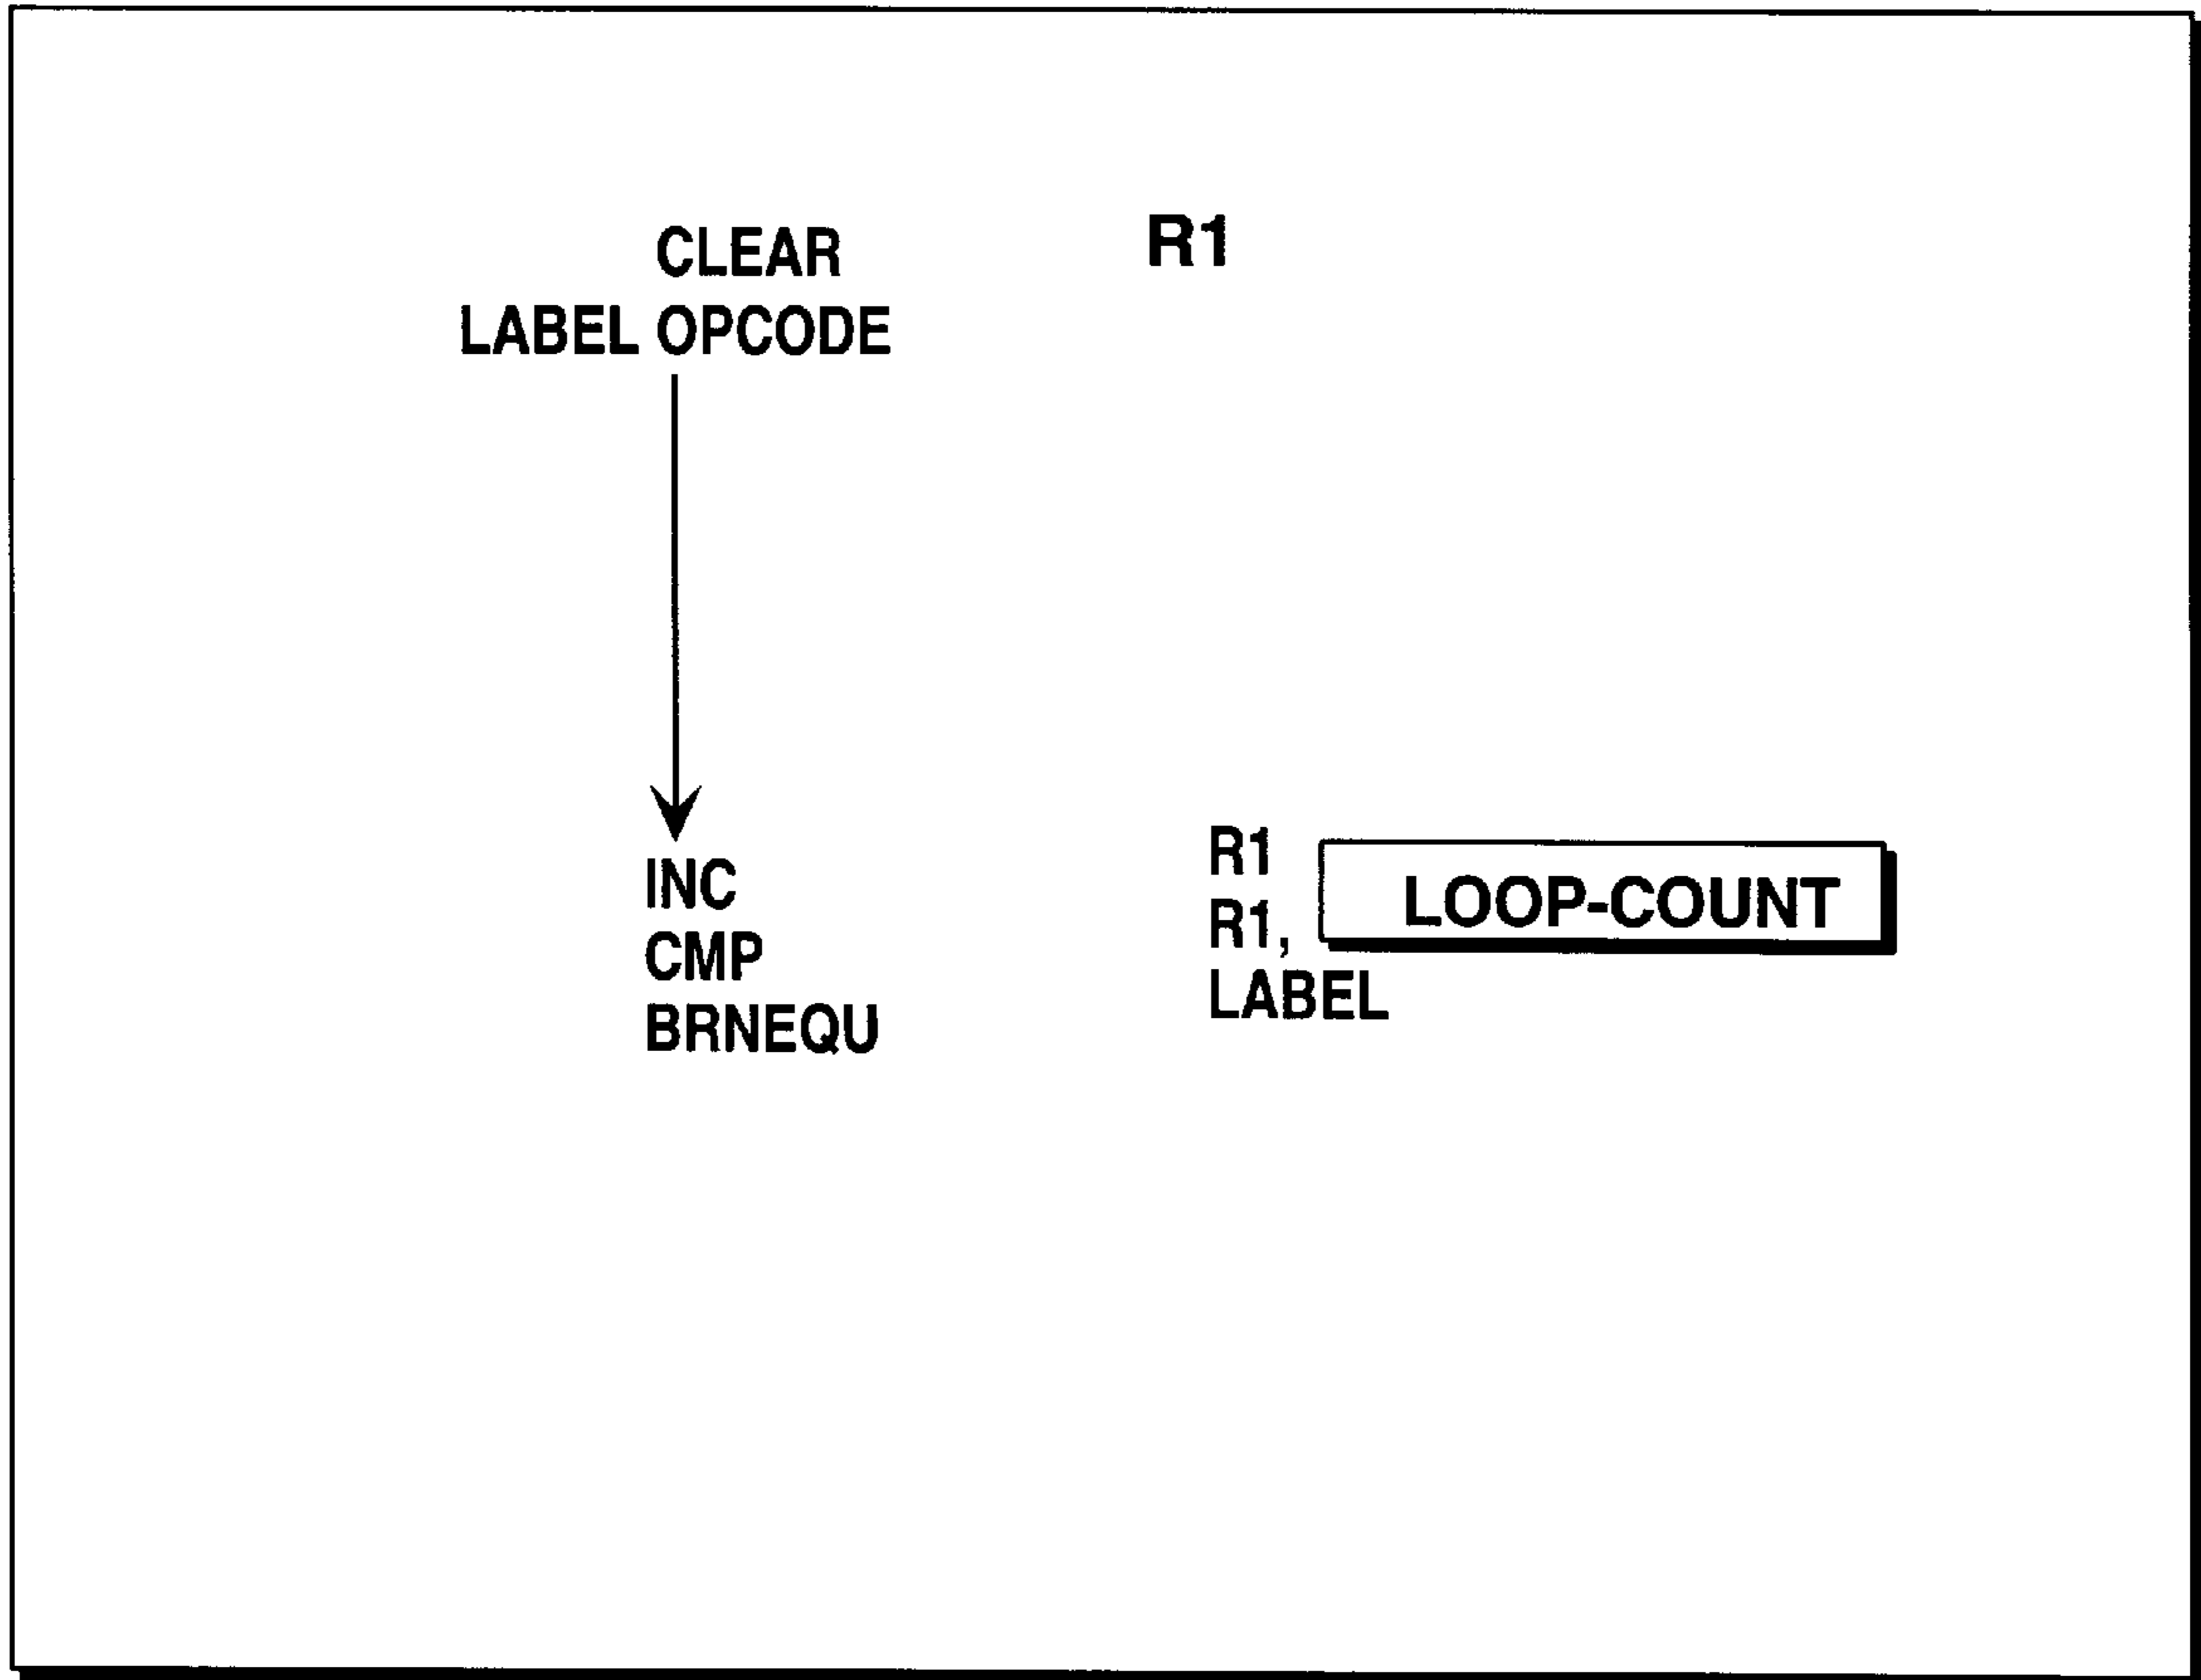 CLEAR R1
LABEL OPCODE
INC R1
CMP R1, LOOP-COUNT
BRNEQU LABEL